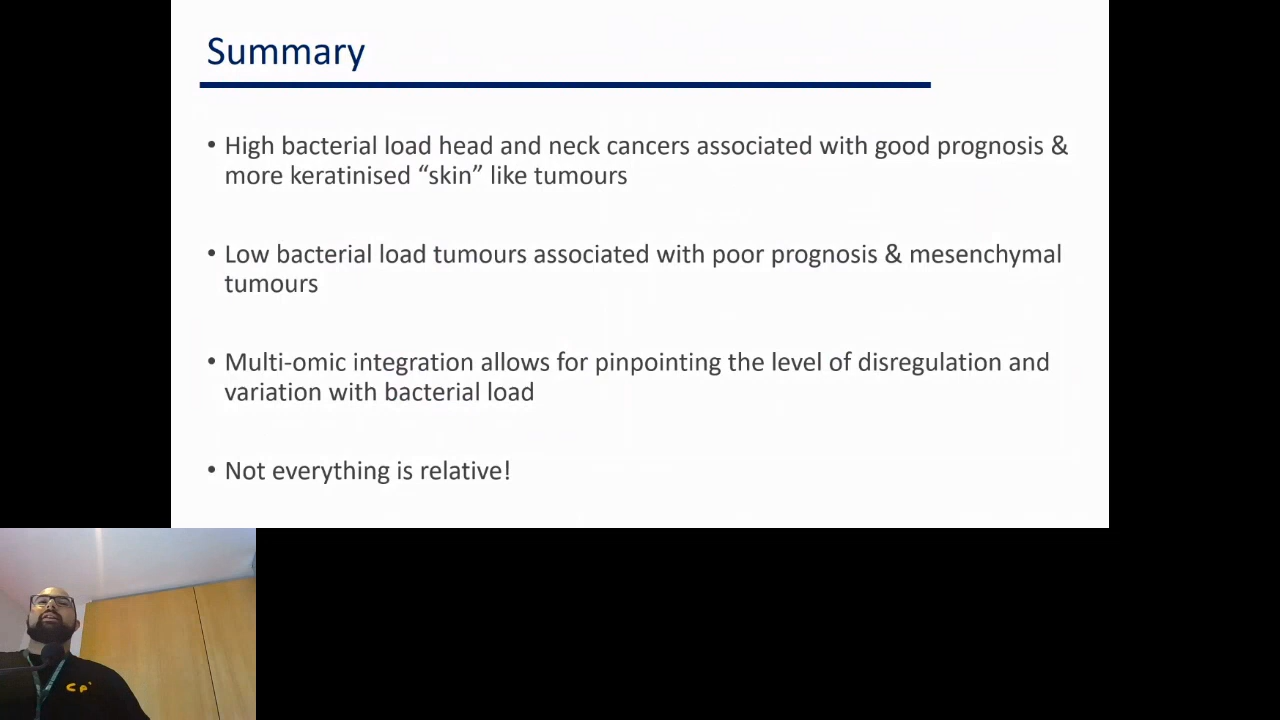 Summary
• High bacterial load head and neck cancers associated with good prognosis &
more keratinised “skin” like tumours
• Low bacterial load tumours associated with poor prognosis & mesenchymal
tumours
• Multi-omic integration allows for pinpointing the level of disregulation and
variation with bacterial load
• Not everything is relative!